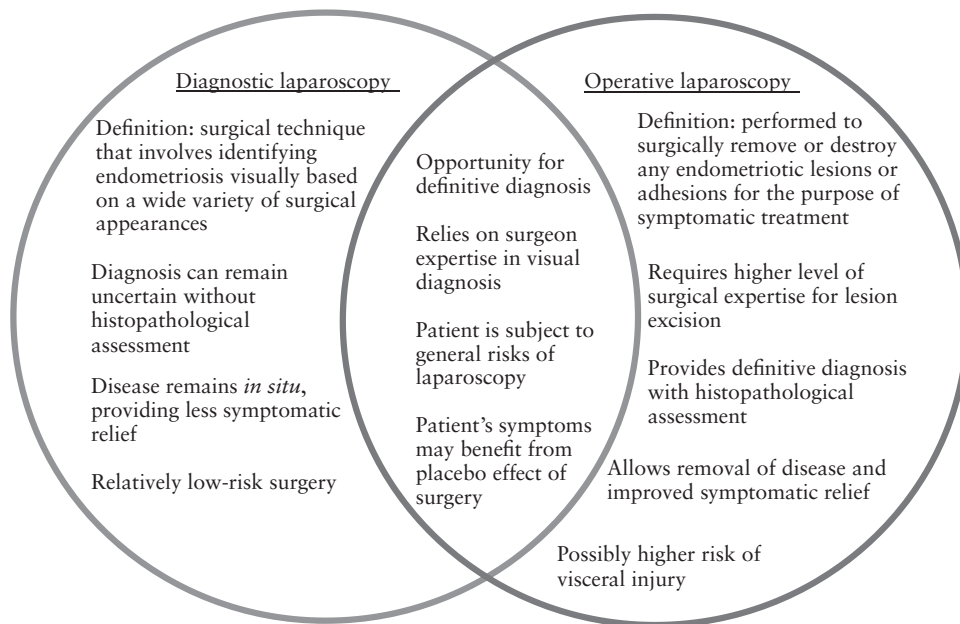 Diagnostic laparoscopy
Definition: surgical technique
that involves identifying
endometriosis visually based
on a wide variety of surgical
appearances
Diagnosis can remain
uncertain without
histopathological
assessment
Disease remains in situ,
providing less symptomatic
relief
Relatively low-risk surgery
Opportunity for
definitive diagnosis
Relies on surgeon
expertise in visual
diagnosis
Patient is subject to
general risks of
laparoscopy
Patient’s symptoms
may benefit from
placebo effect of
surgery
Operative laparoscopy
Definition: performed to
surgically remove or destroy
any endometriotic lesions or
adhesions for the purpose of
symptomatic treatment
Requires higher level of
surgical expertise for lesion
excision
Provides definitive diagnosis
with histopathological
assessment
Allows removal of disease and
improved symptomatic relief
Possibly higher risk of
visceral injury